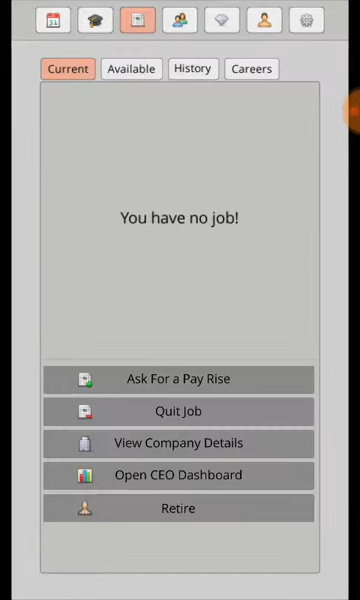 31
Current
Available
History
Careers
You have no job!
Ask For a Pay Rise
Quit Job
View Company Details
Open CEO Dashboard
Retire